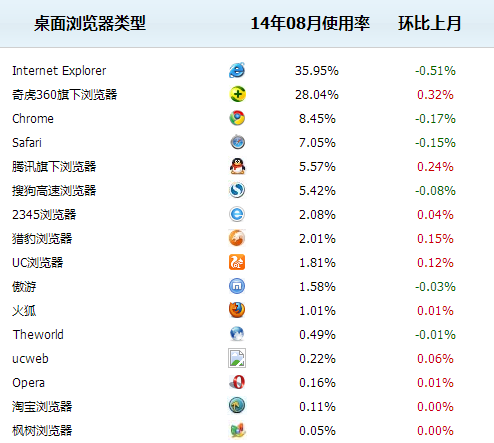 桌面浏览器类型 14年08月使用率 环比上月
Internet Explorer 35.95% -0.51%
奇虎360旗下浏览器 28.04% 0.32%
Chrome 8.45% -0.17%
Safari 7.05% -0.15%
腾讯旗下浏览器 5.57% 0.24%
搜狗高速浏览器 5.42% -0.08%
2345浏览器 2.08% 0.04%
猎豹浏览器 2.01% 0.15%
UC浏览器 1.81% 0.12%
傲游 1.58% -0.03%
火狐 1.01% 0.01%
Theworld 0.49% -0.01%
ucweb 0.22% 0.06%
Opera 0.16% 0.01%
淘宝浏览器 0.11% 0.00%
枫树浏览器 0.05% 0.00%